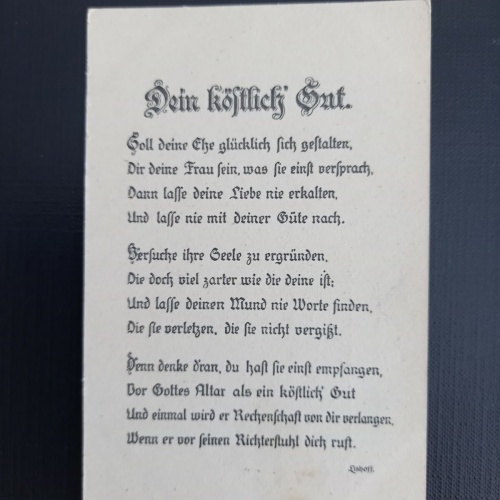 Dein köstlich' Gut.
Soll deine Ehe glücklich sich gestalten,
Dir deine Frau sein, was sie einst versprach,
Dann lasse deine Liebe nie erkalten,
Und lasse nie mit deiner Güte nach.
Versuche ihre Seele zu ergründen,
Die doch viel zarter wie die deine ist;
Und lasse deinen Mund nie Worte finden,
Die sie verletzen, die sie nicht vergißt.
Denn denke d'ran, du hast sie einst empfangen,
Vor Gottes Altar als ein köstlich' Gut
Und einmal wird er Rechenschaft von dir verlangen,
Wenn er vor seinen Richterstuhl dich ruft.